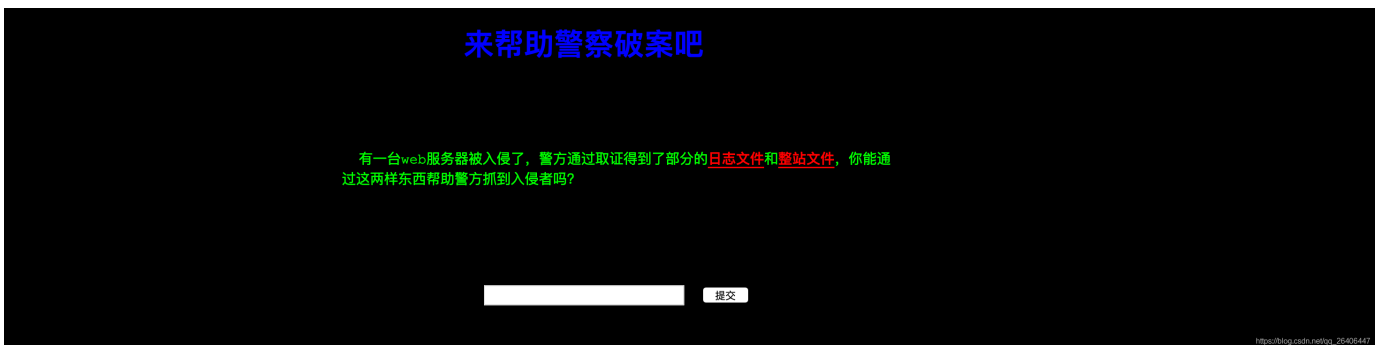 来帮助警察破案吧
有一台web服务器被入侵了，警方通过取证得到了部分的日志文件和整站文件，你能通
过这两样东西帮助警方抓到入侵者吗？
提交
https://blog.csdn.net/qq_26406447